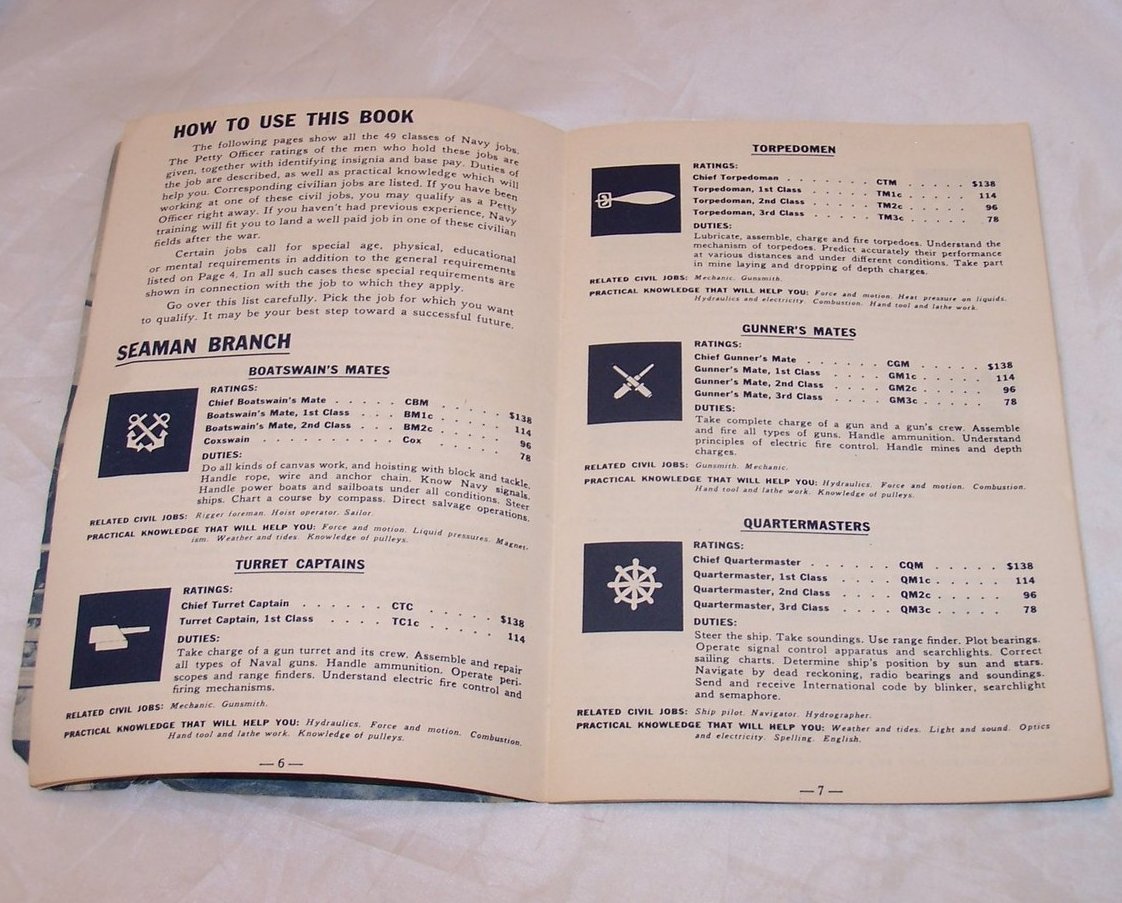 HOW TO USE THIS BOOK
The following pages show all the 49 classes of Navy jobs.
The Petty Officer ratings of the men who hold these jobs are
given, together with identifying insignia and base pay. Duties of
the job are described, as well as practical knowledge which will
help you. Corresponding civilian jobs are listed. If you have been
working at one of these civil jobs, you may qualify as a Petty
Officer right away. If you haven't had previous experience, Navy
training will fit you to land a well paid job in one of these civilian
fields after the war.
Certain jobs call for special age, physical, educational
or mental requirements in addition to the general requirements
listed on Page 4. In all such cases these special requirements are
shown in connection with the job to which they apply.
Go over this list carefully. Pick the job for which you want
to qualify. It may be your best step toward a successful future.
SEAMAN BRANCH
BOATSWAIN'S MATES
RATINGS:
Chief Boatswain's Mate . . . . . CBM . . . . . . $138
Boatswain's Mate, 1st Class . . . BM1c . . . . . . 114
Boatswain's Mate, 2nd Class . . . BM2c . . . . . . 96
Coxswain . . . . . . . . . . Cox . . . . . . 78
DUTIES:
Do all kinds of canvas work, and hoisting with block and tackle.
Handle rope, wire and anchor chain. Know Navy signals.
Handle power boats and sailboats under all conditions. Steer
ships. Chart a course by compass. Direct salvage operations.
RELATED CIVIL JOBS: Rigger foreman. Hoist operator. Sailor.
PRACTICAL KNOWLEDGE THAT WILL HELP YOU: Force and motion. Liquid pressures. Magnet-
ism. Weather and tides. Knowledge of pulleys.
TURRET CAPTAINS
RATINGS:
Chief Turret Captain . . . . . . CTC . . . . . . $138
Turret Captain, 1st Class . . . . TC1c . . . . . . 114
DUTIES:
Take charge of a gun turret and its crew. Assemble and repair
all types of Naval guns. Handle ammunition. Operate peri-
scopes and range finders. Understand electric fire control and
firing mechanisms.
RELATED CIVIL JOBS: Mechanic. Gunsmith.
PRACTICAL KNOWLEDGE THAT WILL HELP YOU: Hydraulics. Force and motion. Combustion.
Hand tool and lathe work. Knowledge of pulleys.
— 6 —
TORPEDOMEN
RATINGS:
Chief Torpedoman . . . . . . CTM . . . . . $138
Torpedoman, 1st Class . . . . TM1c . . . . . 114
Torpedoman, 2nd Class . . . . TM2c . . . . . 96
Torpedoman, 3rd Class . . . . TM3c . . . . . 78
DUTIES:
Lubricate, assemble, charge and fire torpedoes. Understand the
mechanism of torpedoes. Predict accurately their performance
at various distances and under different conditions. Take part
in mine laying and dropping of depth charges.
RELATED CIVIL JOBS: Mechanic. Gunsmith.
PRACTICAL KNOWLEDGE THAT WILL HELP YOU: Force and motion. Heat pressure on liquids.
Hydraulics and electricity. Combustion. Hand tool and lathe work.
GUNNER'S MATES
RATINGS:
Chief Gunner's Mate . . . . . CGM . . . . . $138
Gunner's Mate, 1st Class . . . . GM1c . . . . . 114
Gunner's Mate, 2nd Class . . . . GM2c . . . . . 96
Gunner's Mate, 3rd Class . . . . GM3c . . . . . 78
DUTIES:
Take complete charge of a gun and a gun's crew. Assemble
and fire all types of guns. Handle ammunition. Understand
principles of electric fire control. Handle mines and depth
charges.
RELATED CIVIL JOBS: Gunsmith. Mechanic.
PRACTICAL KNOWLEDGE THAT WILL HELP YOU: Hydraulics. Force and motion. Combustion.
Hand tool and lathe work. Knowledge of pulleys.
QUARTERMASTERS
RATINGS:
Chief Quartermaster . . . . . CQM . . . . . $138
Quartermaster, 1st Class . . . . QM1c . . . . . 114
Quartermaster, 2nd Class . . . . QM2c . . . . . 96
Quartermaster, 3rd Class . . . . QM3c . . . . . 78
DUTIES:
Steer the ship. Take soundings. Use range finder. Plot bearings.
Operate signal control apparatus and searchlights. Correct
sailing charts. Determine ship's position by sun and stars.
Navigate by dead reckoning, radio bearings and soundings.
Send and receive International code by blinker, searchlight
and semaphore.
RELATED CIVIL JOBS: Ship pilot. Navigator. Hydrographer.
PRACTICAL KNOWLEDGE THAT WILL HELP YOU: Weather and tides. Light and sound. Optics
and electricity. Spelling. English.
— 7 —